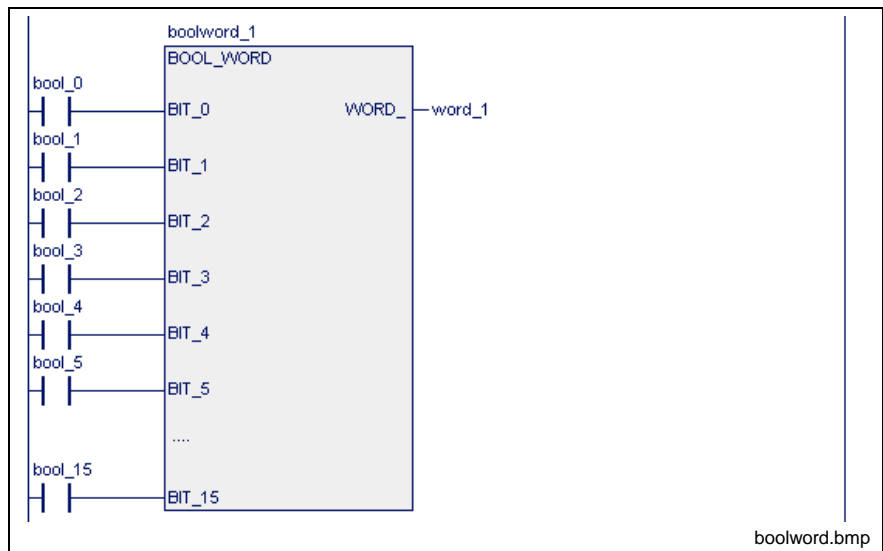 boolword_1
BOOL_WORD
bool_0
BIT_0 WORD_ word_1
bool_1
BIT_1
bool_2
BIT_2
bool_3
BIT_3
bool_4
BIT_4
bool_5
BIT_5
....
bool_15
BIT_15
boolword.bmp